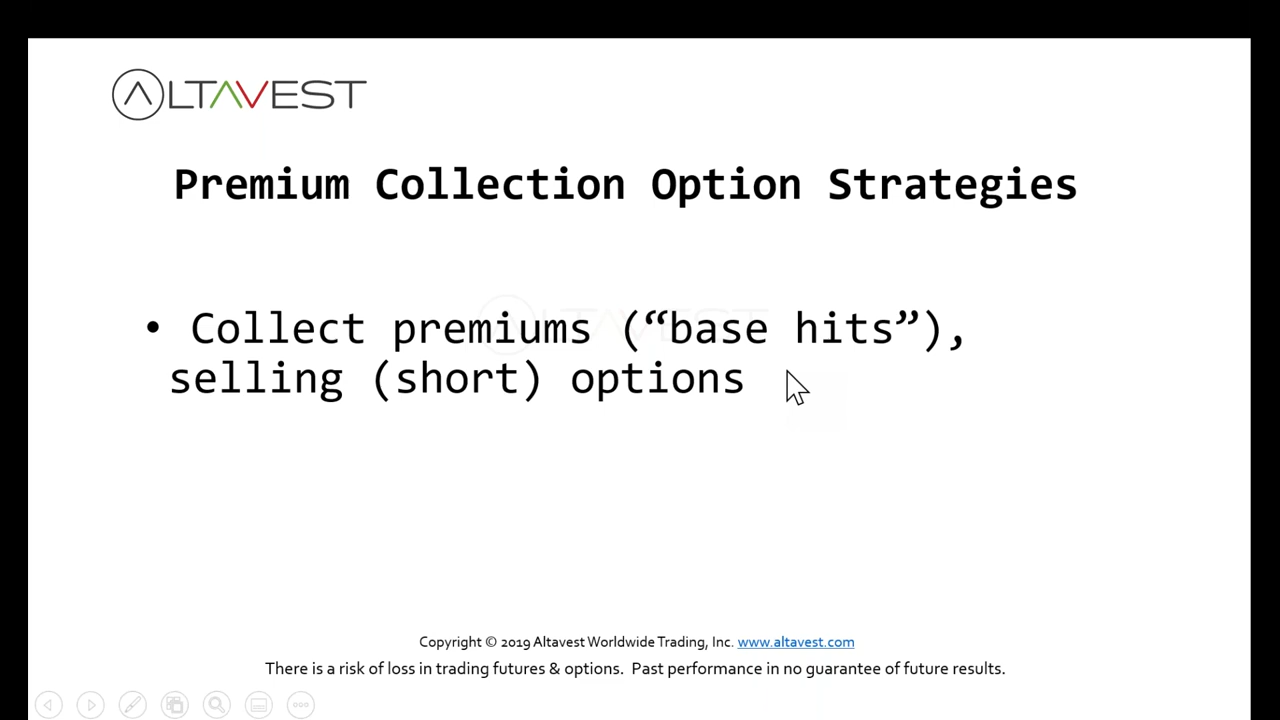 ALTAVEST
Premium Collection Option Strategies
• Collect premiums (“base hits”),
selling (short) options
Copyright © 2019 Altavest Worldwide Trading, Inc. www.altavest.com
There is a risk of loss in trading futures & options. Past performance in no guarantee of future results.